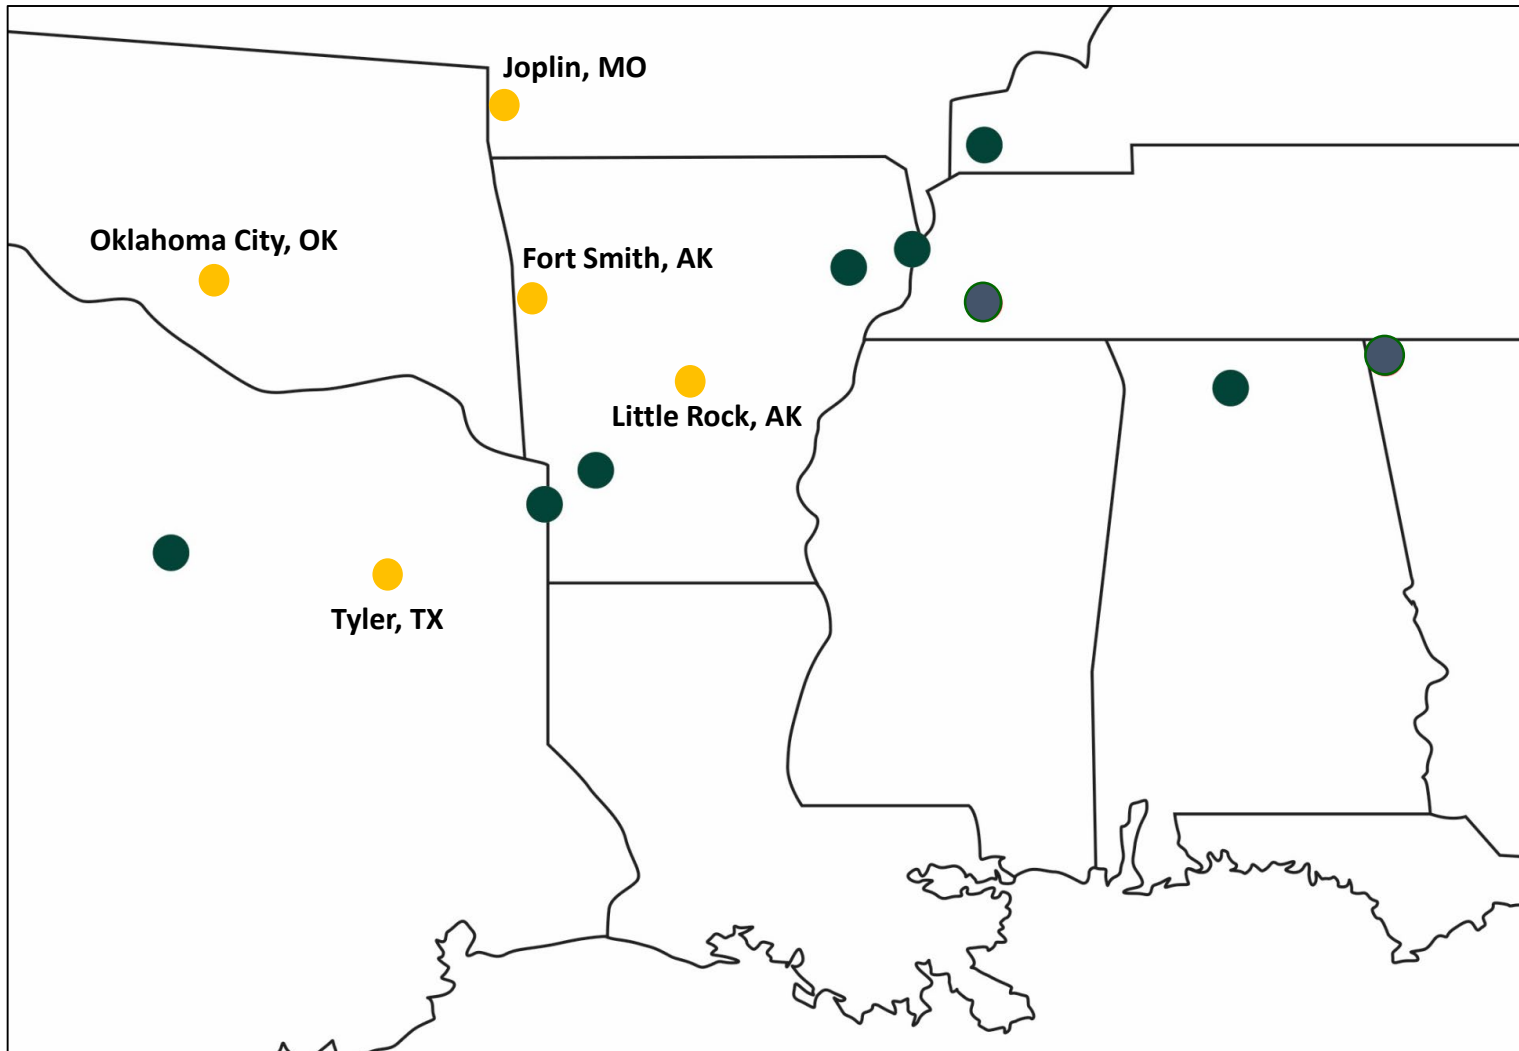 Joplin, MO
Oklahoma City, OK
Fort Smith, AK
Little Rock, AK
Tyler, TX